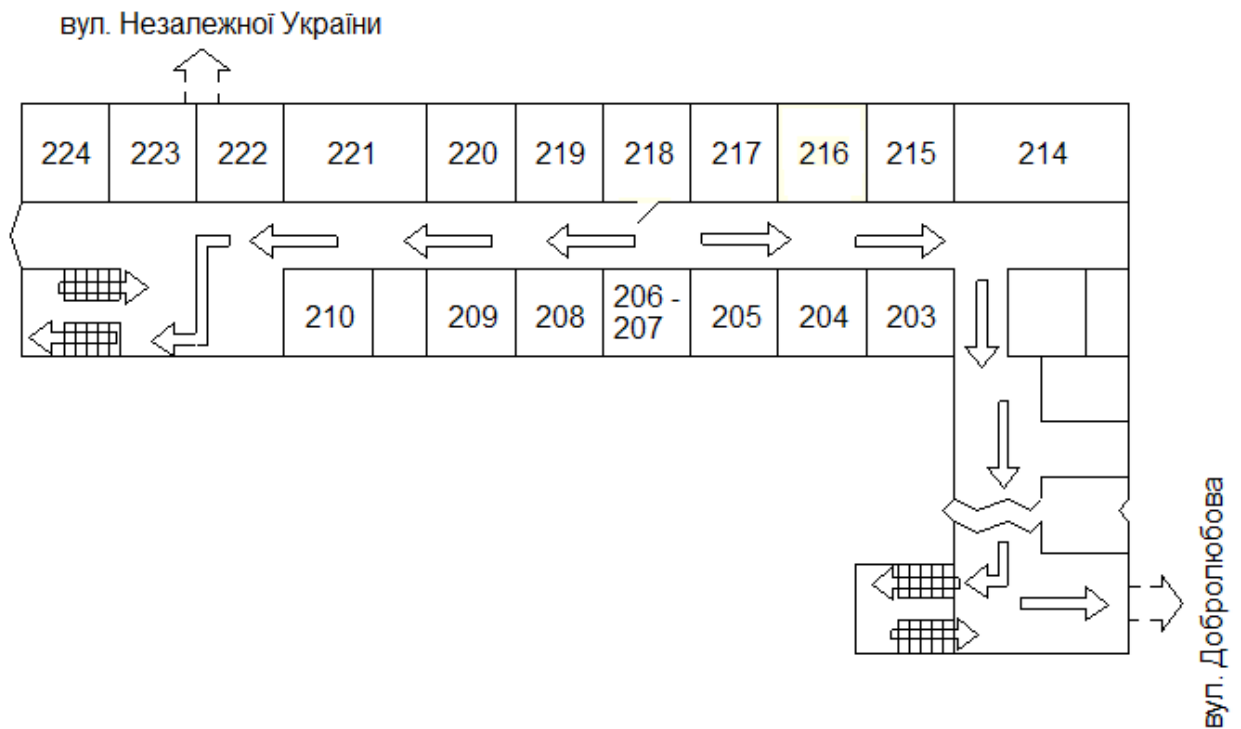 вул. Незалежної України
224 223 222 221 220 219 218 217 216 215 214
210 209 208 206 - 207 205 204 203
вул. Добролюбова